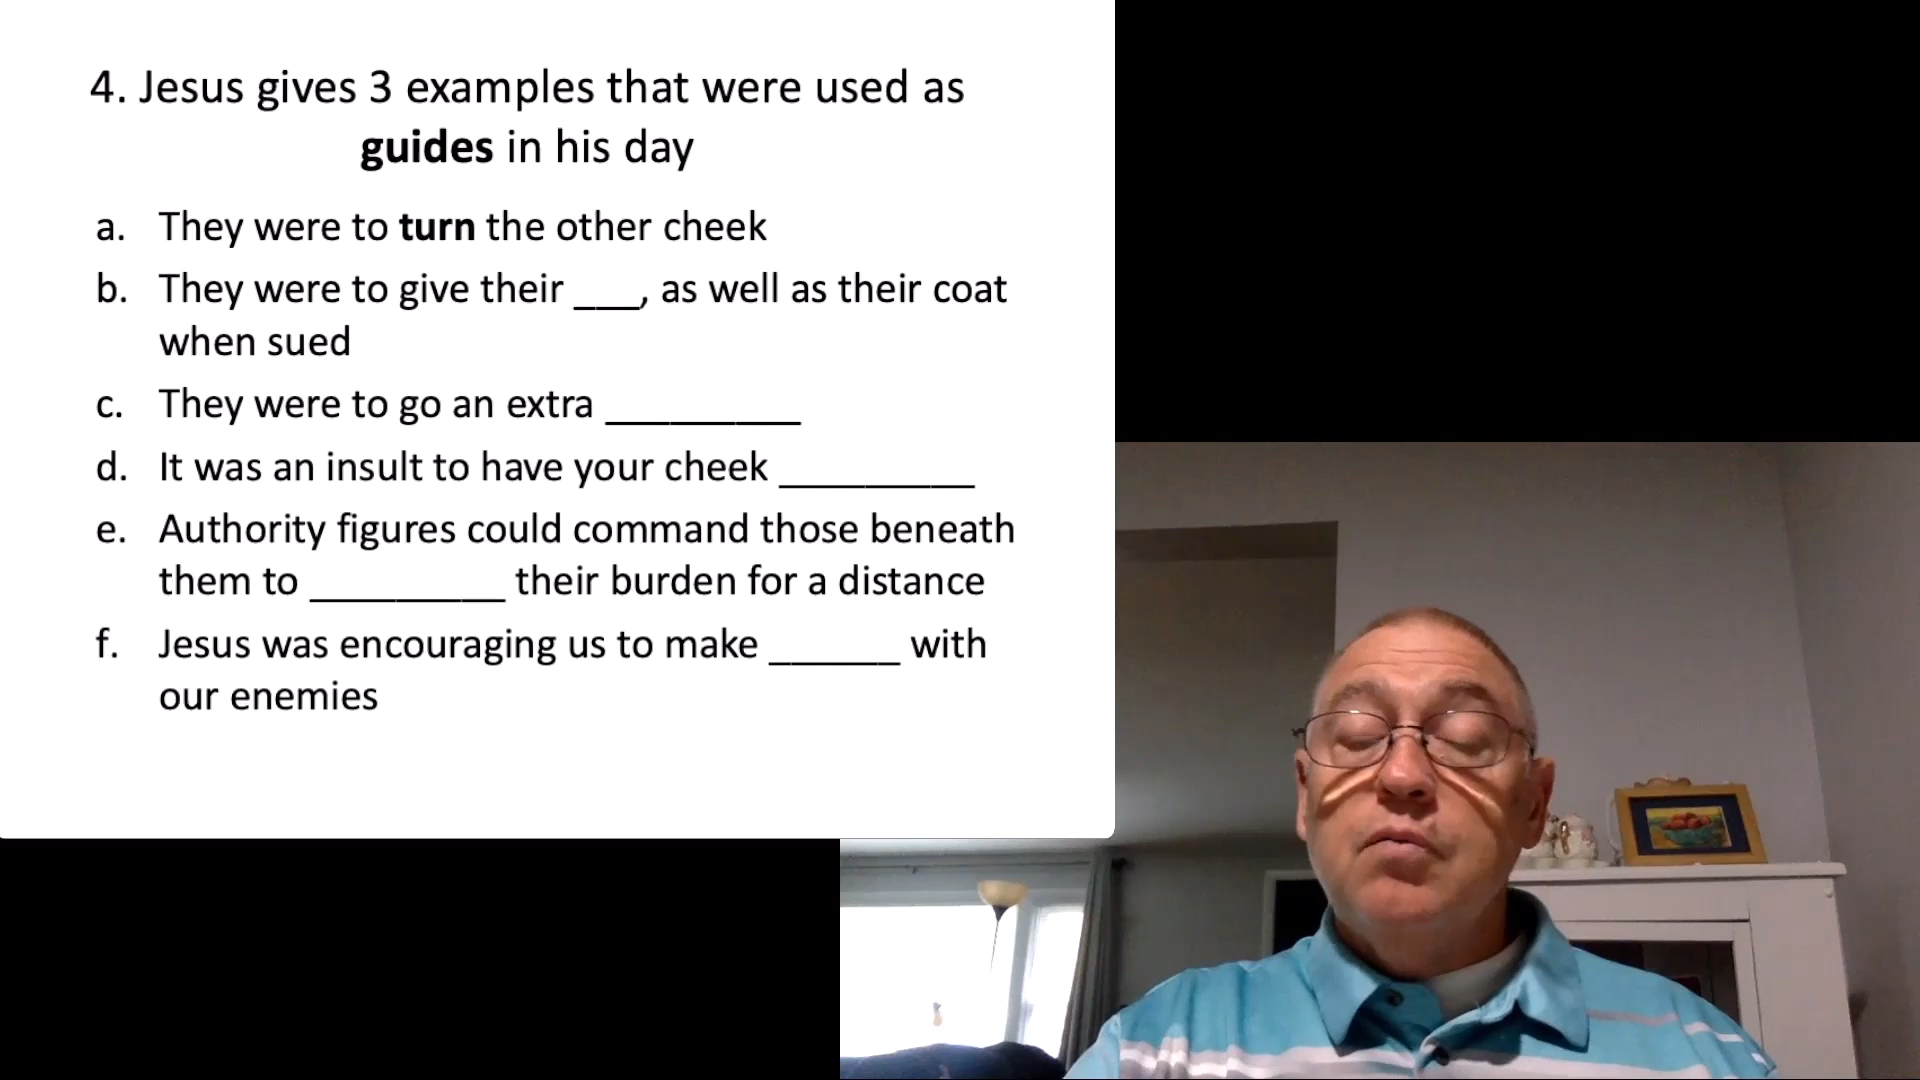 4. Jesus gives 3 examples that were used as
guides in his day
a. They were to turn the other cheek
b. They were to give their ___, as well as their coat
when sued
c. They were to go an extra _________
d. It was an insult to have your cheek _________
e. Authority figures could command those beneath
them to _________ their burden for a distance
f. Jesus was encouraging us to make ______ with
our enemies